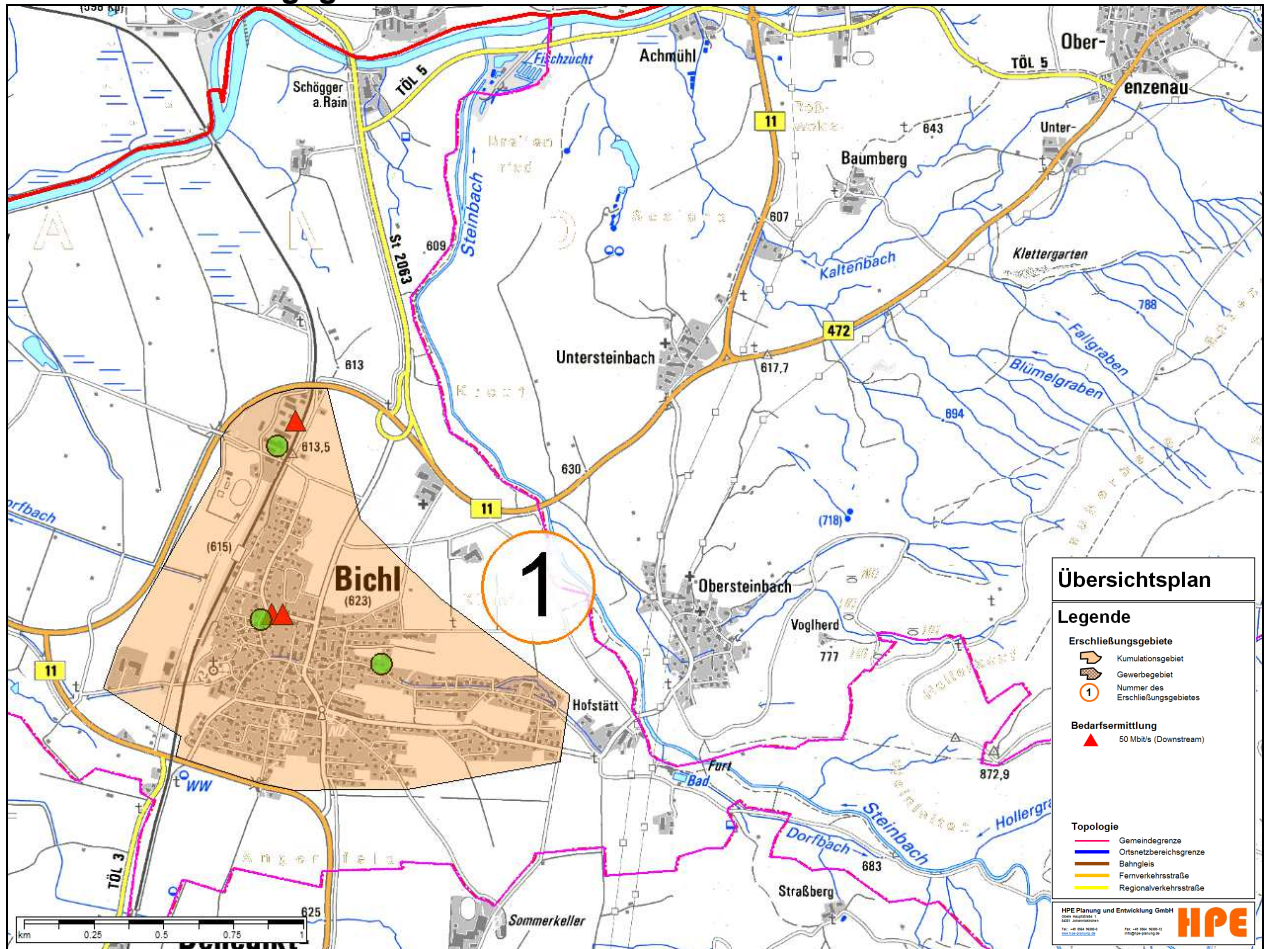 TÖL 5
Fischzucht
Achmühl
Ober-
enzenau
TÖL 5
Schögger
a.Rain
11
643
Unter-
Baumberg
Steinbach
607
St 2063
609
Klettergarten
Kaltenbach
788
Fallgraben
Blümelgraben
472
Untersteinbach
617,7
613
694
613,5
630
11
(718)
(615)
Bichl
(623)
1
Obersteinbach
Voglherd
777
11
Hofstätt
Furt
Bad
872,9
WW
Steinbach
Dorfbach
683
TÖL 3
Straßberg
625
Sommerkeller
km 0.25 0.5 0.75 1
Übersichtsplan
Legende
Erschließungsgebiete
Kumulationsgebiet
Gewerbegebiet
1
Nummer des
Erschließungsgebietes
Bedarfsermittlung
50 Mbit/s (Downstream)
Topologie
Gemeindegrenze
Ortsnetzbereichsgrenze
Bahngleis
Fernverkehrsstraße
Regionalverkehrsstraße
HPE Planung und Entwicklung GmbH
HPE